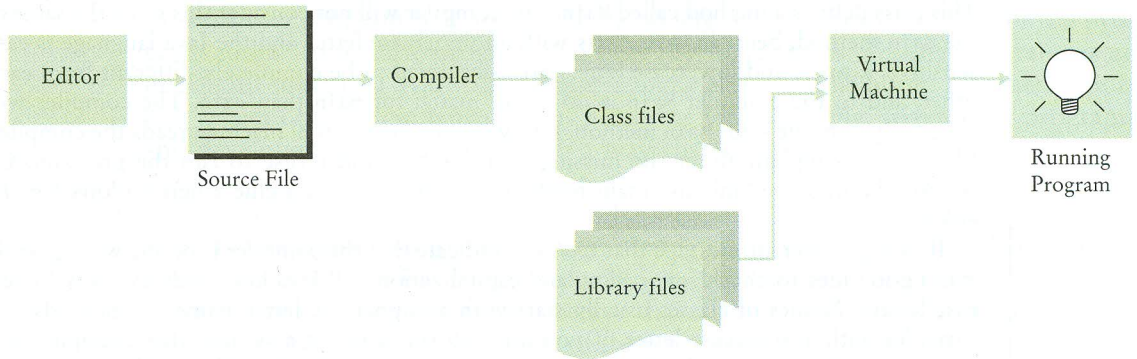 Editor
Source File
Compiler
Class files
Library files
Virtual
Machine
Running
Program